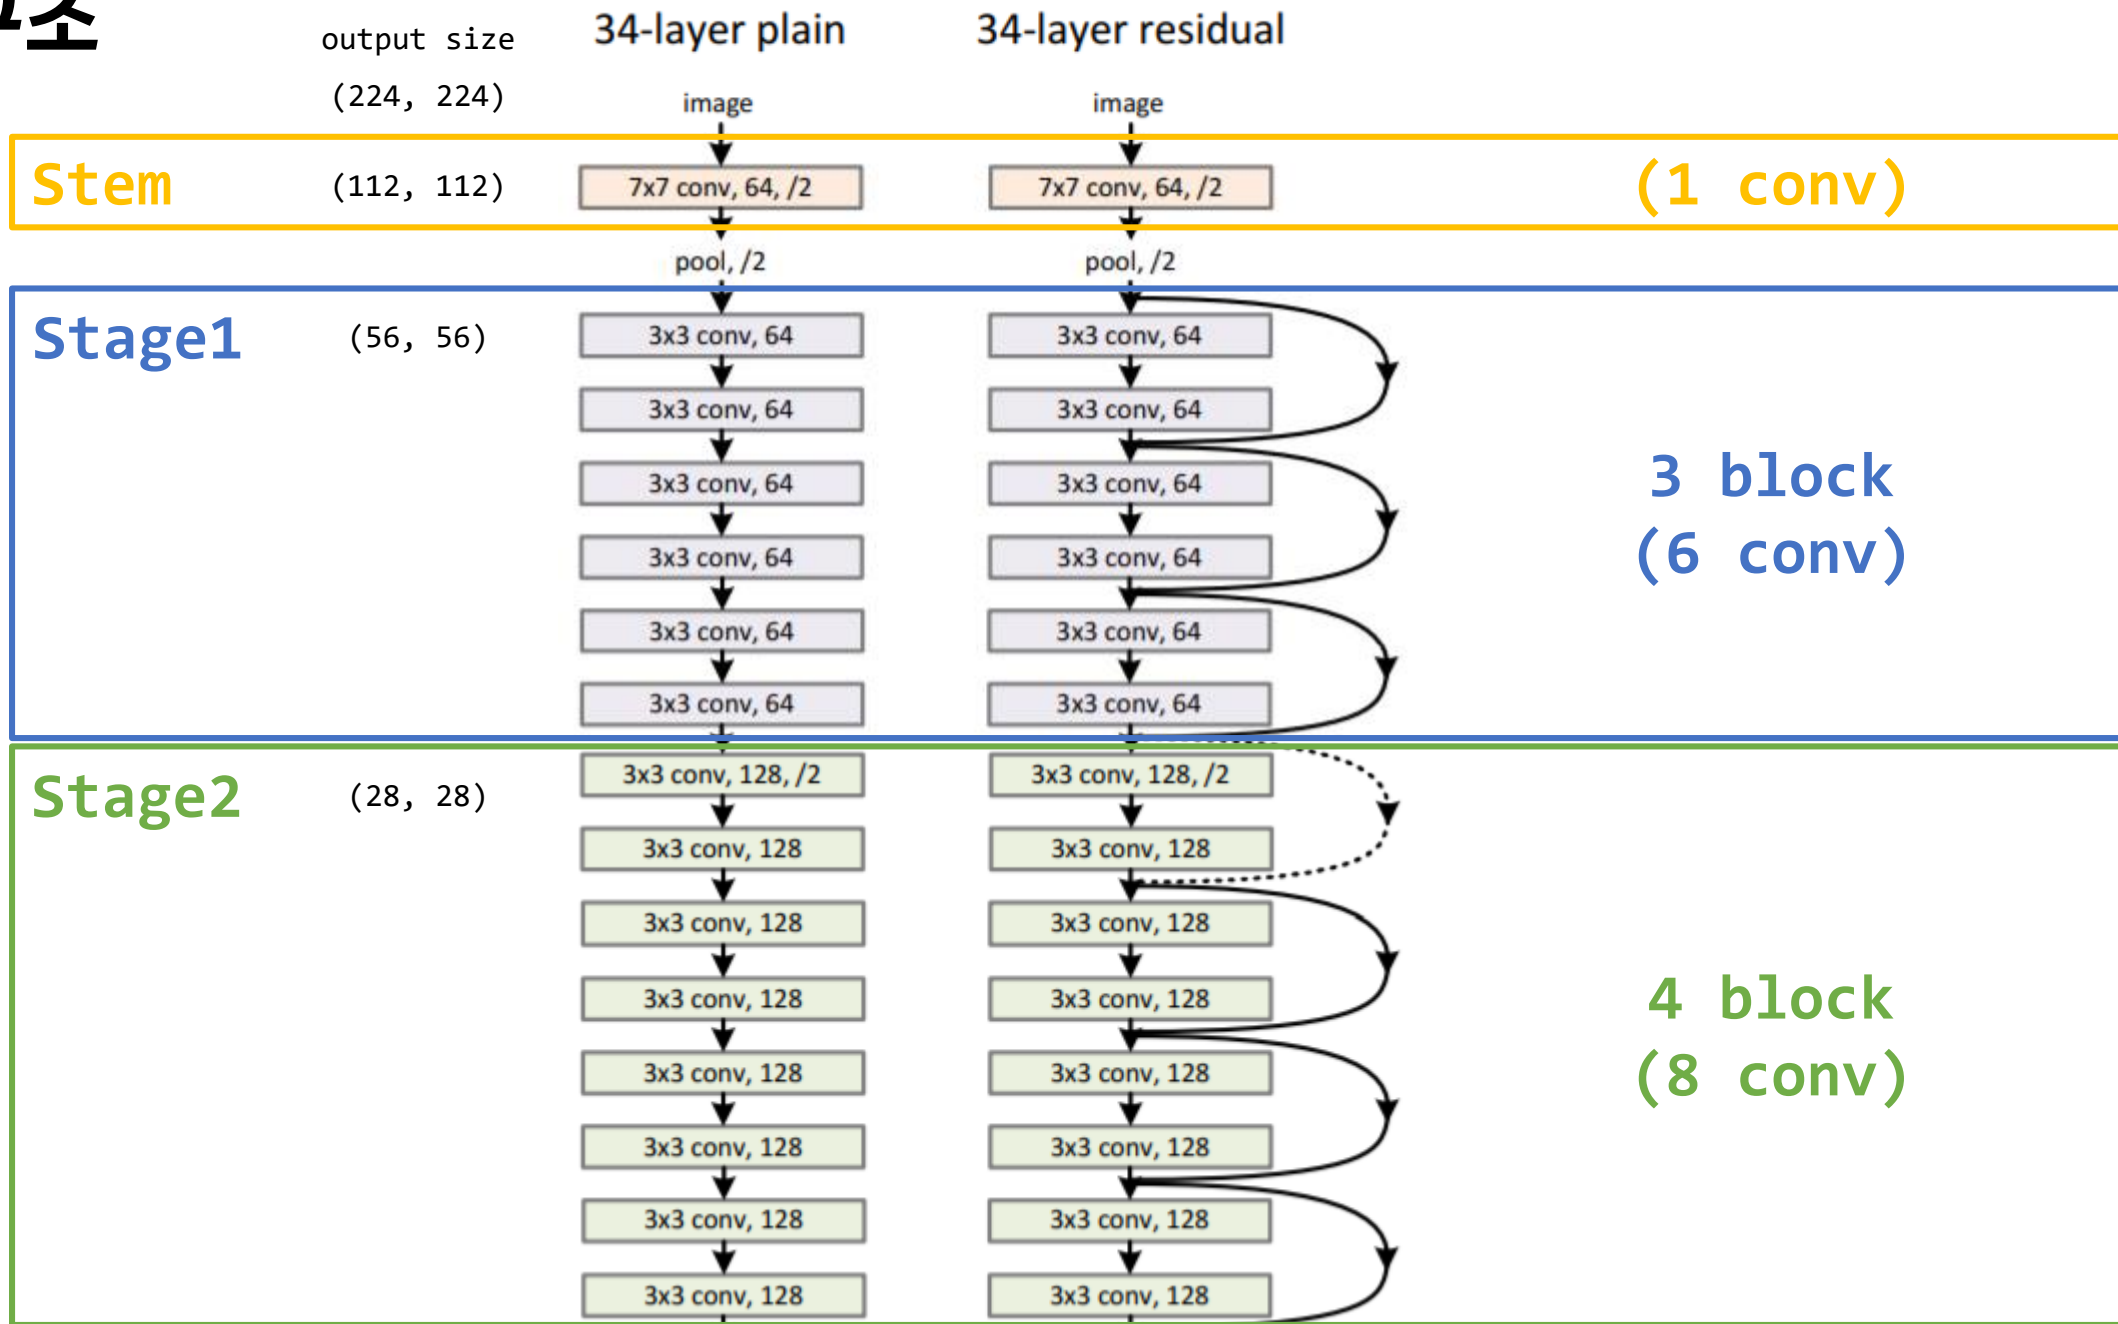 조
output size
34-layer plain
34-layer residual
(224, 224)
image
image
Stem
(112, 112)
7x7 conv, 64, /2
7x7 conv, 64, /2
(1 conv)
pool, /2
pool, /2
Stage1
(56, 56)
3x3 conv, 64
3x3 conv, 64
3x3 conv, 64
3x3 conv, 64
3x3 conv, 64
3x3 conv, 64
3 block
3x3 conv, 64
3x3 conv, 64
(6 conv)
3x3 conv, 64
3x3 conv, 64
3x3 conv, 64
3x3 conv, 64
Stage2
(28, 28)
3x3 conv, 128, /2
3x3 conv, 128, /2
3x3 conv, 128
3x3 conv, 128
3x3 conv, 128
3x3 conv, 128
3x3 conv, 128
3x3 conv, 128
4 block
3x3 conv, 128
3x3 conv, 128
(8 conv)
3x3 conv, 128
3x3 conv, 128
3x3 conv, 128
3x3 conv, 128
3x3 conv, 128
3x3 conv, 128